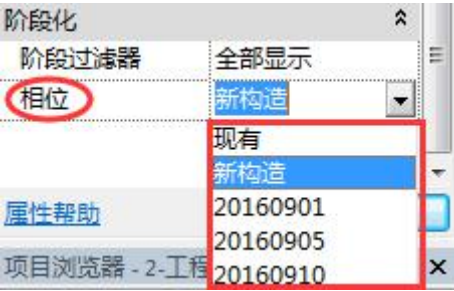 阶段化
阶段过滤器 全部显示
相位 新构造
现有
新构造
20160901
属性帮助
20160905
项目浏览器 - 2-工程
20160910